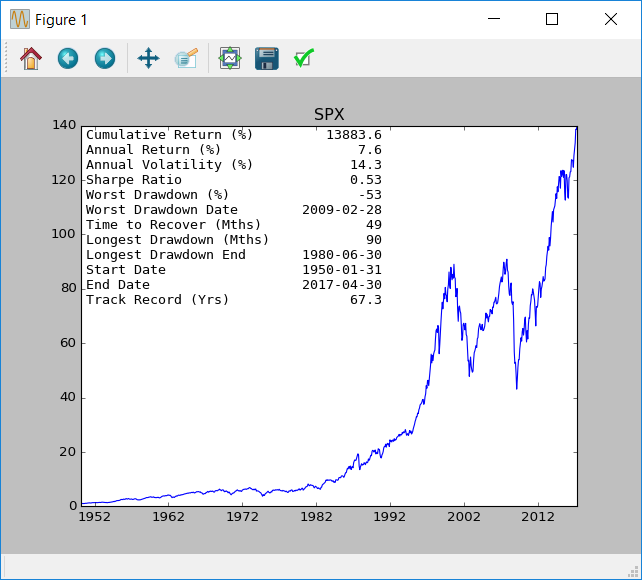 Figure 1
SPX
140
120
100
80
60
40
20
0
Cumulative Return (%) 13883.6
Annual Return (%) 7.6
Annual Volatility (%) 14.3
Sharpe Ratio 0.53
Worst Drawdown (%) -53
Worst Drawdown Date 2009-02-28
Time to Recover (Mths) 49
Longest Drawdown (Mths) 90
Longest Drawdown End 1980-06-30
Start Date 1950-01-31
End Date 2017-04-30
Track Record (Yrs) 67.3
1952 1962 1972 1982 1992 2002 2012